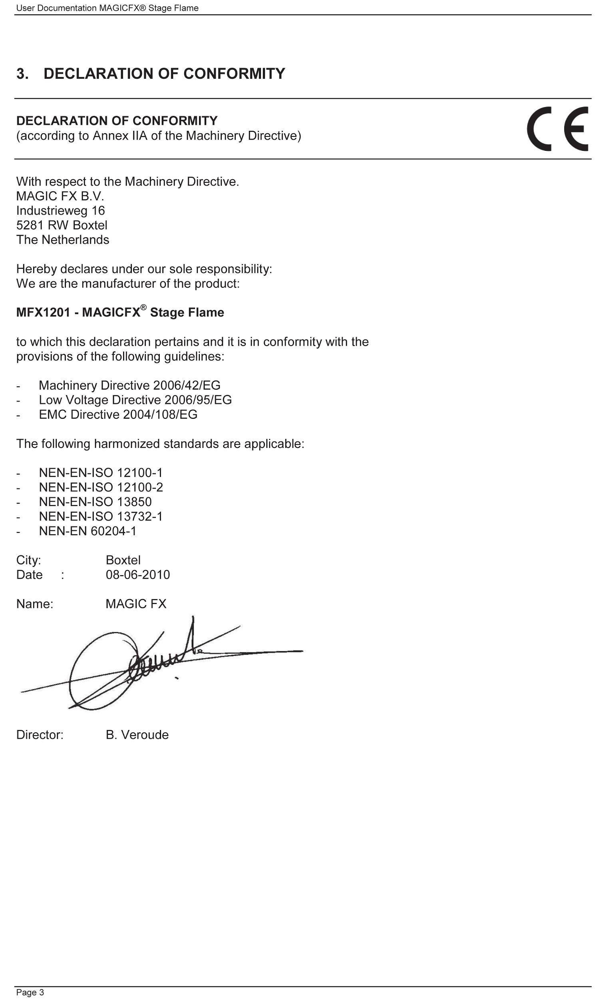 User Documentation MAGICFX® Stage Flame
3. DECLARATION OF CONFORMITY
DECLARATION OF CONFORMITY
(according to Annex IIA of the Machinery Directive)
CE
With respect to the Machinery Directive.
MAGIC FX B.V.
Industrieweg 16
5281 RW Boxtel
The Netherlands
Hereby declares under our sole responsibility:
We are the manufacturer of the product:
MFX1201 - MAGICFX® Stage Flame
to which this declaration pertains and it is in conformity with the
provisions of the following guidelines:
- Machinery Directive 2006/42/EG
- Low Voltage Directive 2006/95/EG
- EMC Directive 2004/108/EG
The following harmonized standards are applicable:
- NEN-EN-ISO 12100-1
- NEN-EN-ISO 12100-2
- NEN-EN-ISO 13850
- NEN-EN-ISO 13732-1
- NEN-EN 60204-1
City: Boxtel
Date : 08-06-2010
Name: MAGIC FX
Director: B. Veroude
Page 3